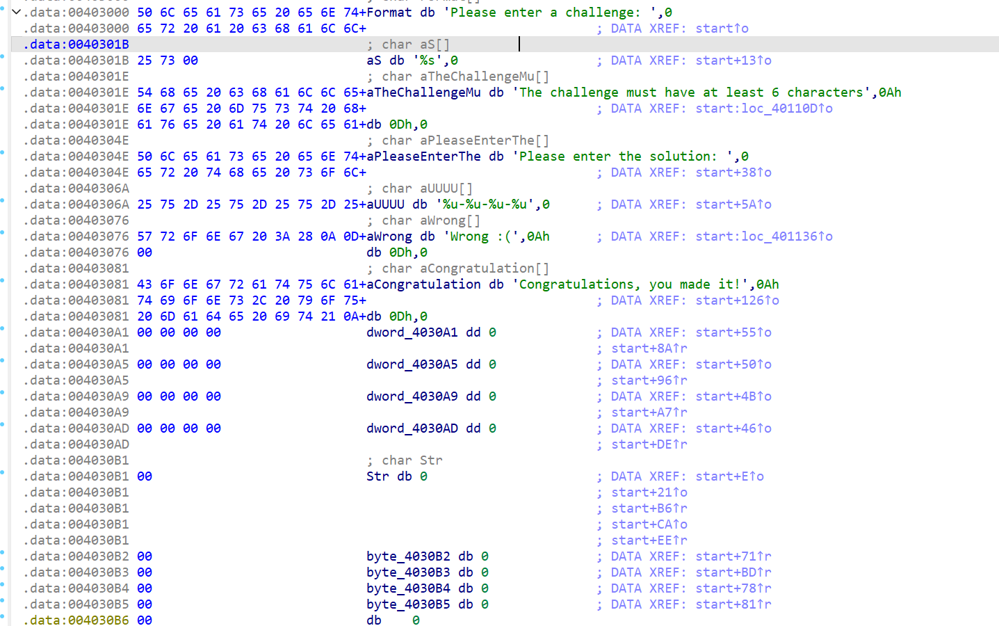 ; char Format[]
.data:00403000 50 6C 65 61 73 65 20 65 6E 74+Format db 'Please enter a challenge: ',0
.data:00403000 65 72 20 61 20 63 68 61 6C 6C+ ; DATA XREF: start↑o
.data:0040301B ; char aS[]
.data:0040301B 25 73 00 aS db '%s',0 ; DATA XREF: start+13↑o
.data:0040301E ; char aTheChallengeMu[]
.data:0040301E 54 68 65 20 63 68 61 6C 6C 65+aTheChallengeMu db 'The challenge must have at least 6 characters',0Ah
.data:0040301E 6E 67 65 20 6D 75 73 74 20 68+ ; DATA XREF: start:loc_40110D↑o
.data:0040301E 61 76 65 20 61 74 20 6C 65 61+db 0Dh,0
.data:0040304E ; char aPleaseEnterThe[]
.data:0040304E 50 6C 65 61 73 65 20 65 6E 74+aPleaseEnterThe db 'Please enter the solution: ',0
.data:0040304E 65 72 20 74 68 65 20 73 6F 6C+ ; DATA XREF: start+38↑o
.data:0040306A ; char aUUUU[]
.data:0040306A 25 75 2D 25 75 2D 25 75 2D 25+aUUUU db '%u-%u-%u-%u',0 ; DATA XREF: start+5A↑o
.data:00403076 ; char aWrong[]
.data:00403076 57 72 6F 6E 67 20 3A 28 0A 0D+aWrong db 'Wrong :(',0Ah ; DATA XREF: start:loc_401136↑o
.data:00403076 00 db 0Dh,0
.data:00403081 ; char aCongratulation[]
.data:00403081 43 6F 6E 67 72 61 74 75 6C 61+aCongratulation db 'Congratulations, you made it!',0Ah
.data:00403081 74 69 6F 6E 73 2C 20 79 6F 75+ ; DATA XREF: start+126↑o
.data:00403081 20 6D 61 64 65 20 69 74 21 0A+db 0Dh,0
.data:004030A1 00 00 00 00 dword_4030A1 dd 0 ; DATA XREF: start+55↑o
.data:004030A1 ; start+8A↑r
.data:004030A5 00 00 00 00 dword_4030A5 dd 0 ; DATA XREF: start+50↑o
.data:004030A5 ; start+96↑r
.data:004030A9 00 00 00 00 dword_4030A9 dd 0 ; DATA XREF: start+4B↑o
.data:004030A9 ; start+A7↑r
.data:004030AD 00 00 00 00 dword_4030AD dd 0 ; DATA XREF: start+46↑o
.data:004030AD ; start+DE↑r
.data:004030B1 ; char Str
.data:004030B1 00 Str db 0 ; DATA XREF: start+E↑o
.data:004030B1 ; start+21↑o
.data:004030B1 ; start+B6↑r
.data:004030B1 ; start+CA↑o
.data:004030B1 ; start+EE↑r
.data:004030B2 00 byte_4030B2 db 0 ; DATA XREF: start+71↑r
.data:004030B3 00 byte_4030B3 db 0 ; DATA XREF: start+BD↑r
.data:004030B4 00 byte_4030B4 db 0 ; DATA XREF: start+78↑r
.data:004030B5 00 byte_4030B5 db 0 ; DATA XREF: start+81↑r
.data:004030B6 00 db 0